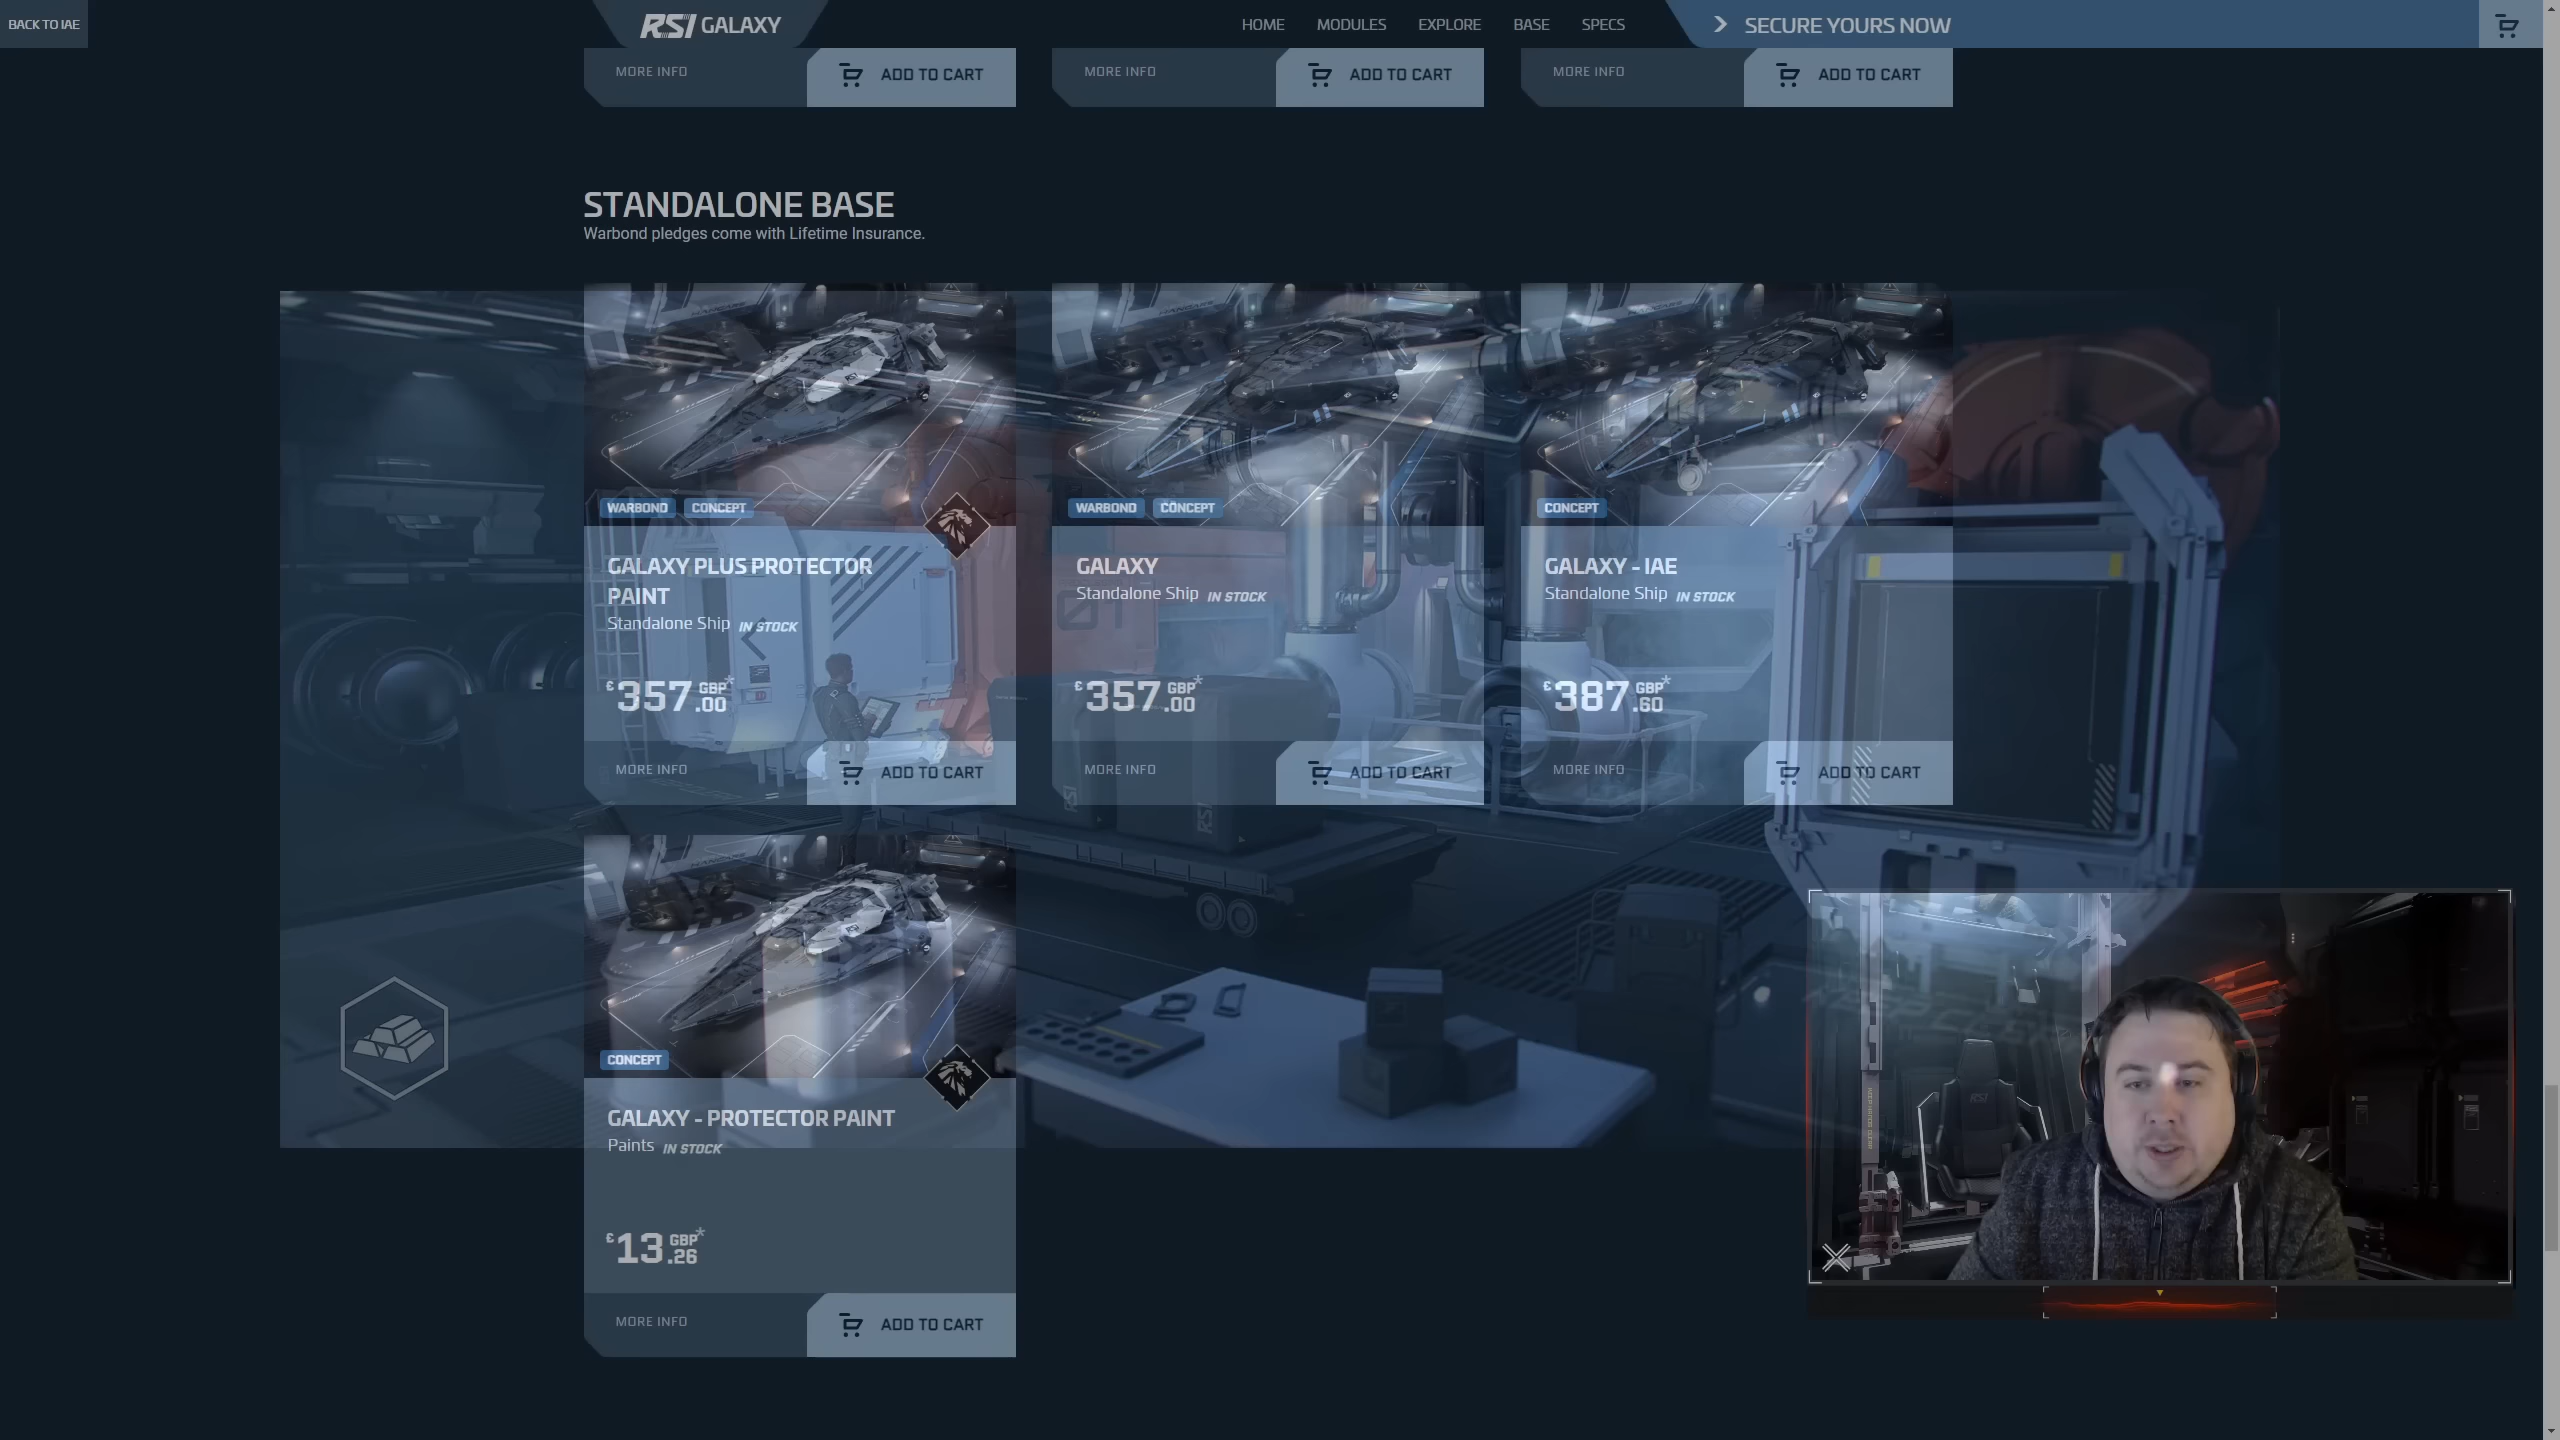 BACK TO IAE
RSI GALAXY
HOME MODULES EXPLORE BASE SPECS
SECURE YOURS NOW
MORE INFO ADD TO CART
MORE INFO ADD TO CART
MORE INFO ADD TO CART
STANDALONE BASE
Warbond pledges come with Lifetime Insurance.
WARBOND CONCEPT
GALAXY PLUS PROTECTOR
PAINT
Standalone Ship IN STOCK
£357.00 GBP*
MORE INFO ADD TO CART
WARBOND CONCEPT
GALAXY
Standalone Ship IN STOCK
£357.00 GBP*
MORE INFO ADD TO CART
CONCEPT
GALAXY - IAE
Standalone Ship IN STOCK
£387.60 GBP*
MORE INFO ADD TO CART
01
RSI
RSI
CONCEPT
GALAXY - PROTECTOR PAINT
Paints IN STOCK
£13.26 GBP*
MORE INFO ADD TO CART
RSI